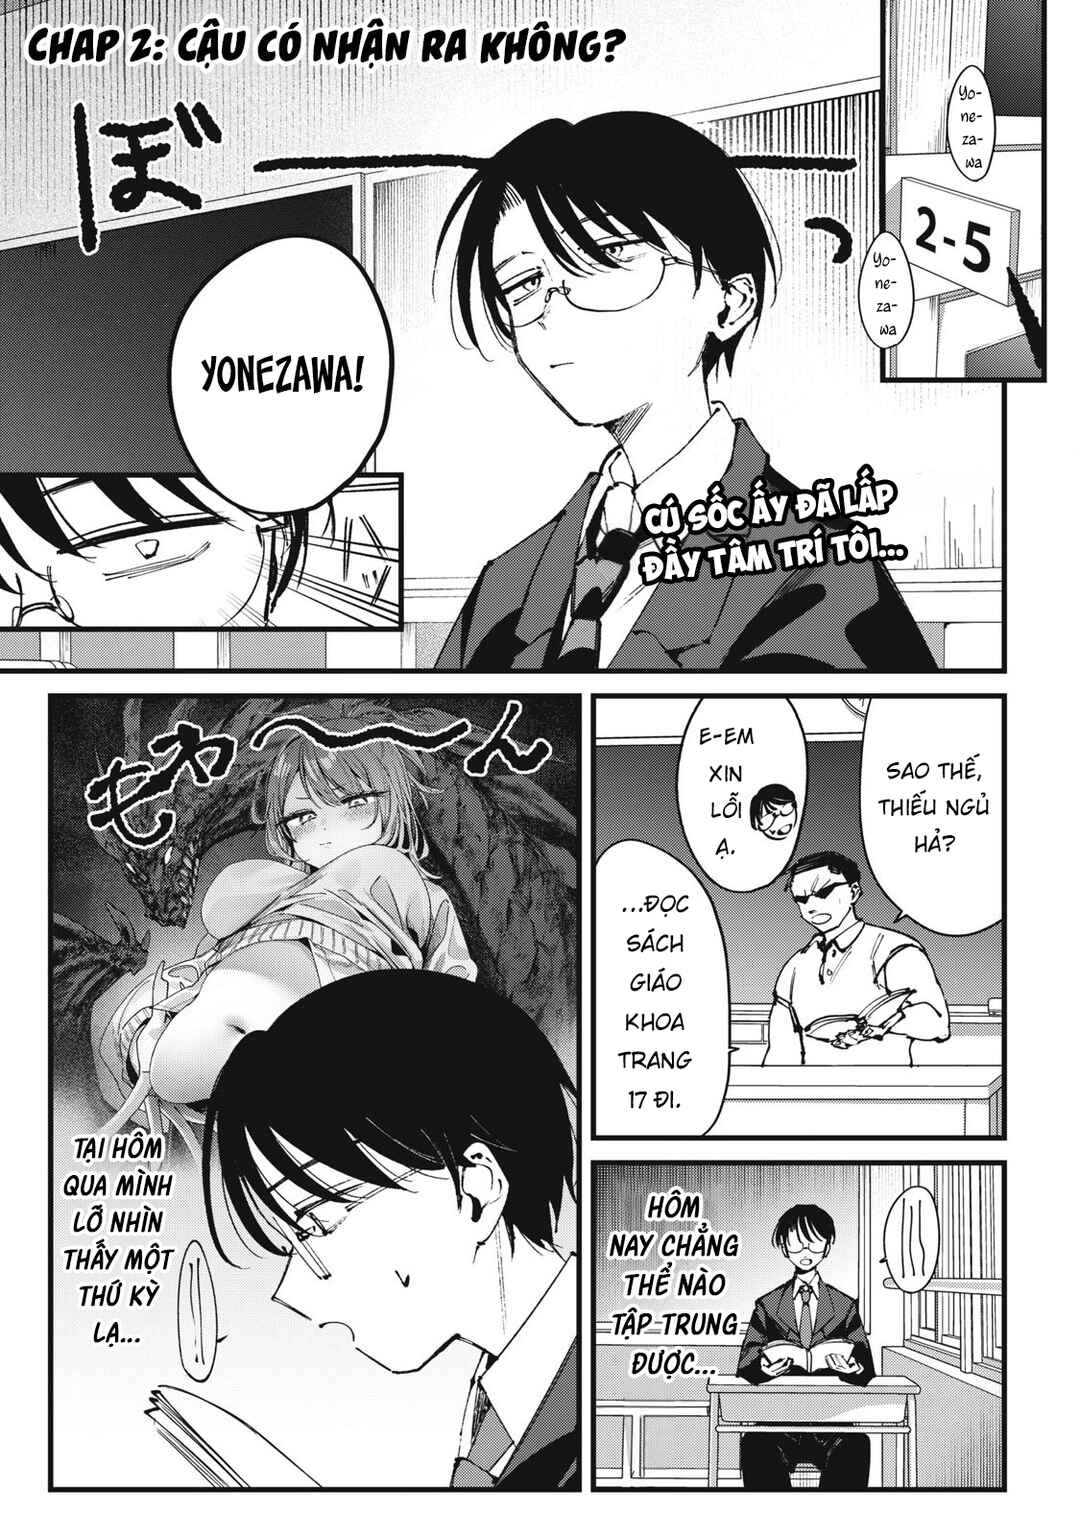 CHAP 2: CẬU CÓ NHẬN RA KHÔNG?
Yo-
ne-
za-
wa
2-5
Yo-
ne-
za-
wa
ぼーっ
YONEZAWA!
CÚ SỐC ẤY ĐÃ LẤP
ĐẦY TÂM TRÍ TÔI...
SAO THẾ,
THIẾU NGỦ
HẢ?
E-EM
XIN
LỖI
Ạ.
...ĐỌC
SÁCH
GIÁO
KHOA
TRANG
17 ĐI.
もわ～～ん
TẠI HÔM
QUA MÌNH
LỠ NHÌN
THẤY MỘT
THỨ KỲ
LẠ...
HÔM
NAY CHẲNG
THỂ NÀO
TẬP TRUNG
ĐƯỢC...